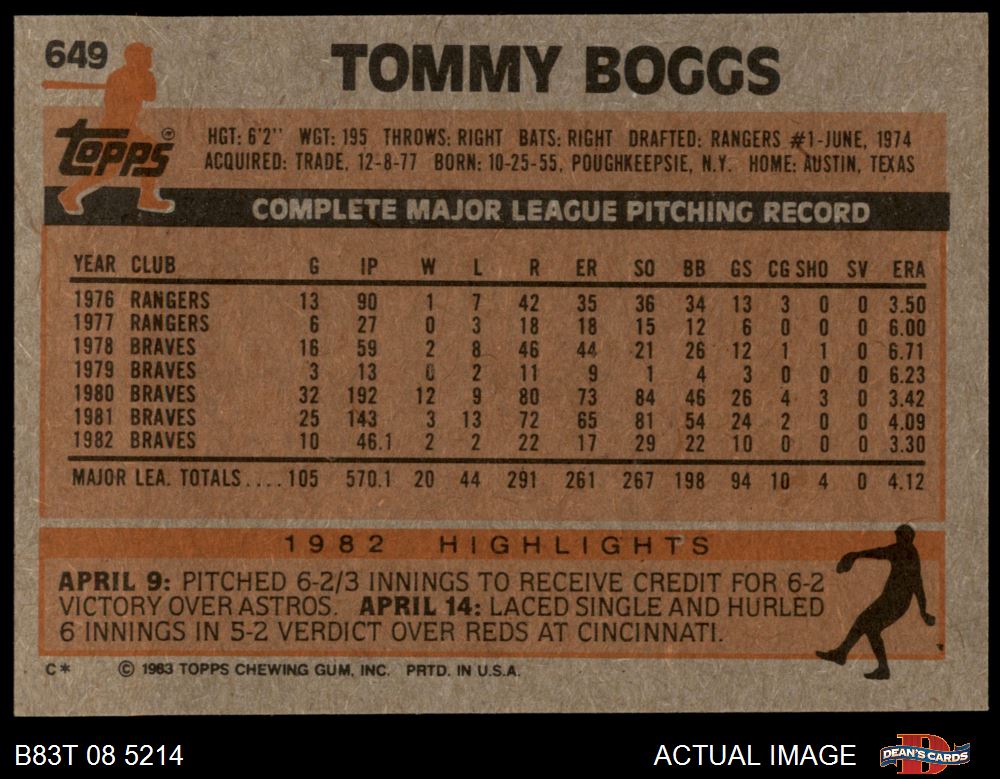 649
TOMMY BOGGS
topps
HGT: 6'2" WGT: 195 THROWS: RIGHT BATS: RIGHT DRAFTED: RANGERS #1-JUNE, 1974
ACQUIRED: TRADE, 12-8-77 BORN: 10-25-55, POUGHKEEPSIE, N.Y. HOME: AUSTIN, TEXAS
COMPLETE MAJOR LEAGUE PITCHING RECORD
YEAR CLUB G IP W L R ER SO BB GS CG SHO SV ERA
1976 RANGERS 13 90 1 7 42 35 36 34 13 3 0 0 3.50
1977 RANGERS 6 27 0 3 18 18 15 12 6 0 0 0 6.00
1978 BRAVES 16 59 2 8 46 44 21 26 12 1 1 0 6.71
1979 BRAVES 3 13 0 2 11 9 1 4 3 0 0 0 6.23
1980 BRAVES 32 192 12 9 80 73 84 46 26 4 3 0 3.42
1981 BRAVES 25 143 3 13 72 65 81 54 24 2 0 0 4.09
1982 BRAVES 10 46.1 2 2 22 17 29 22 10 0 0 0 3.30
MAJOR LEA. TOTALS.... 105 570.1 20 44 291 261 267 198 94 10 4 0 4.12
1982 HIGHLIGHTS
APRIL 9: PITCHED 6-2/3 INNINGS TO RECEIVE CREDIT FOR 6-2
VICTORY OVER ASTROS. APRIL 14: LACED SINGLE AND HURLED
6 INNINGS IN 5-2 VERDICT OVER REDS AT CINCINNATI.
C* © 1983 TOPPS CHEWING GUM, INC. PRTD. IN U.S.A.
B83T 08 5214 ACTUAL IMAGE DEAN'S CARDS